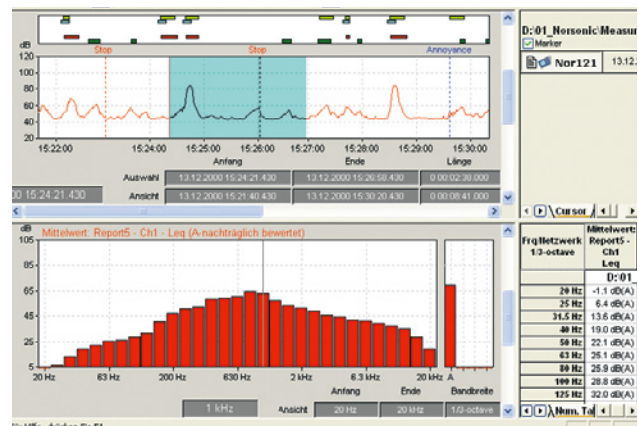 D:\01_Norsonic\Measur
Marker
Nor121 13.12.
dB
Stop Stop Annoyance
120
100
80
60
40
20
15:22:00 15:24:00 15:25:00 15:26:00 15:27:00 15:28:00 15:29:00 15:30:00
Anfang Ende Länge
Auswahl 13.12.2000 15:24:21.430 13.12.2000 15:26:58.430 0 00:02:38.000
00 15:24:21.430 Ansicht 13.12.2000 15:21:40.430 13.12.2000 15:30:20.430 0 00:08:41.000
Cursor
dB
Mittelwert: Report5 - Ch1 - Leq (A-nachträglich bewertet)
105
85
65
45
25
5
20 Hz 63 Hz 200 Hz 630 Hz 2 kHz 6.3 kHz 20 kHz A
Anfang Ende Bandbreite
1 kHz Ansicht 20 Hz 20 kHz 1/3-octave
Frq/Netzwerk 1/3-octave
Mittelwert: Report5 - Ch1 Leq
D:\01_
20 Hz -1.1 dB(A)
25 Hz 6.4 dB(A)
31.5 Hz 13.6 dB(A)
40 Hz 19.0 dB(A)
50 Hz 22.1 dB(A)
63 Hz 25.1 dB(A)
80 Hz 25.9 dB(A)
100 Hz 28.8 dB(A)
125 Hz 32.0 dB(A)
Num. Tal